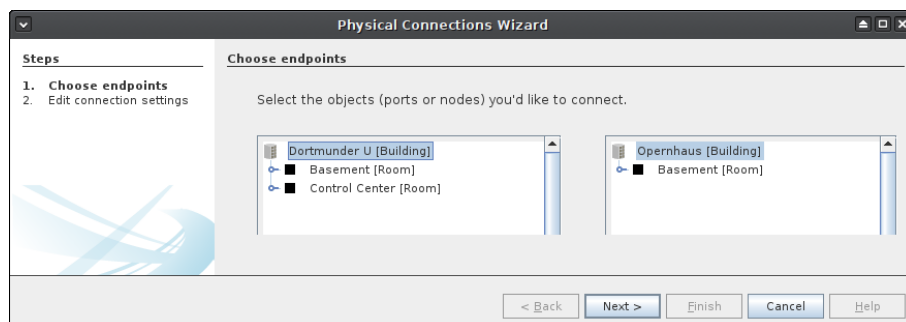 Physical Connections Wizard
Steps
1. Choose endpoints
2. Edit connection settings
Choose endpoints
Select the objects (ports or nodes) you'd like to connect.
Dortmunder U [Building]
Basement [Room]
Control Center [Room]
Opernhaus [Building]
Basement [Room]
< Back Next > Finish Cancel Help